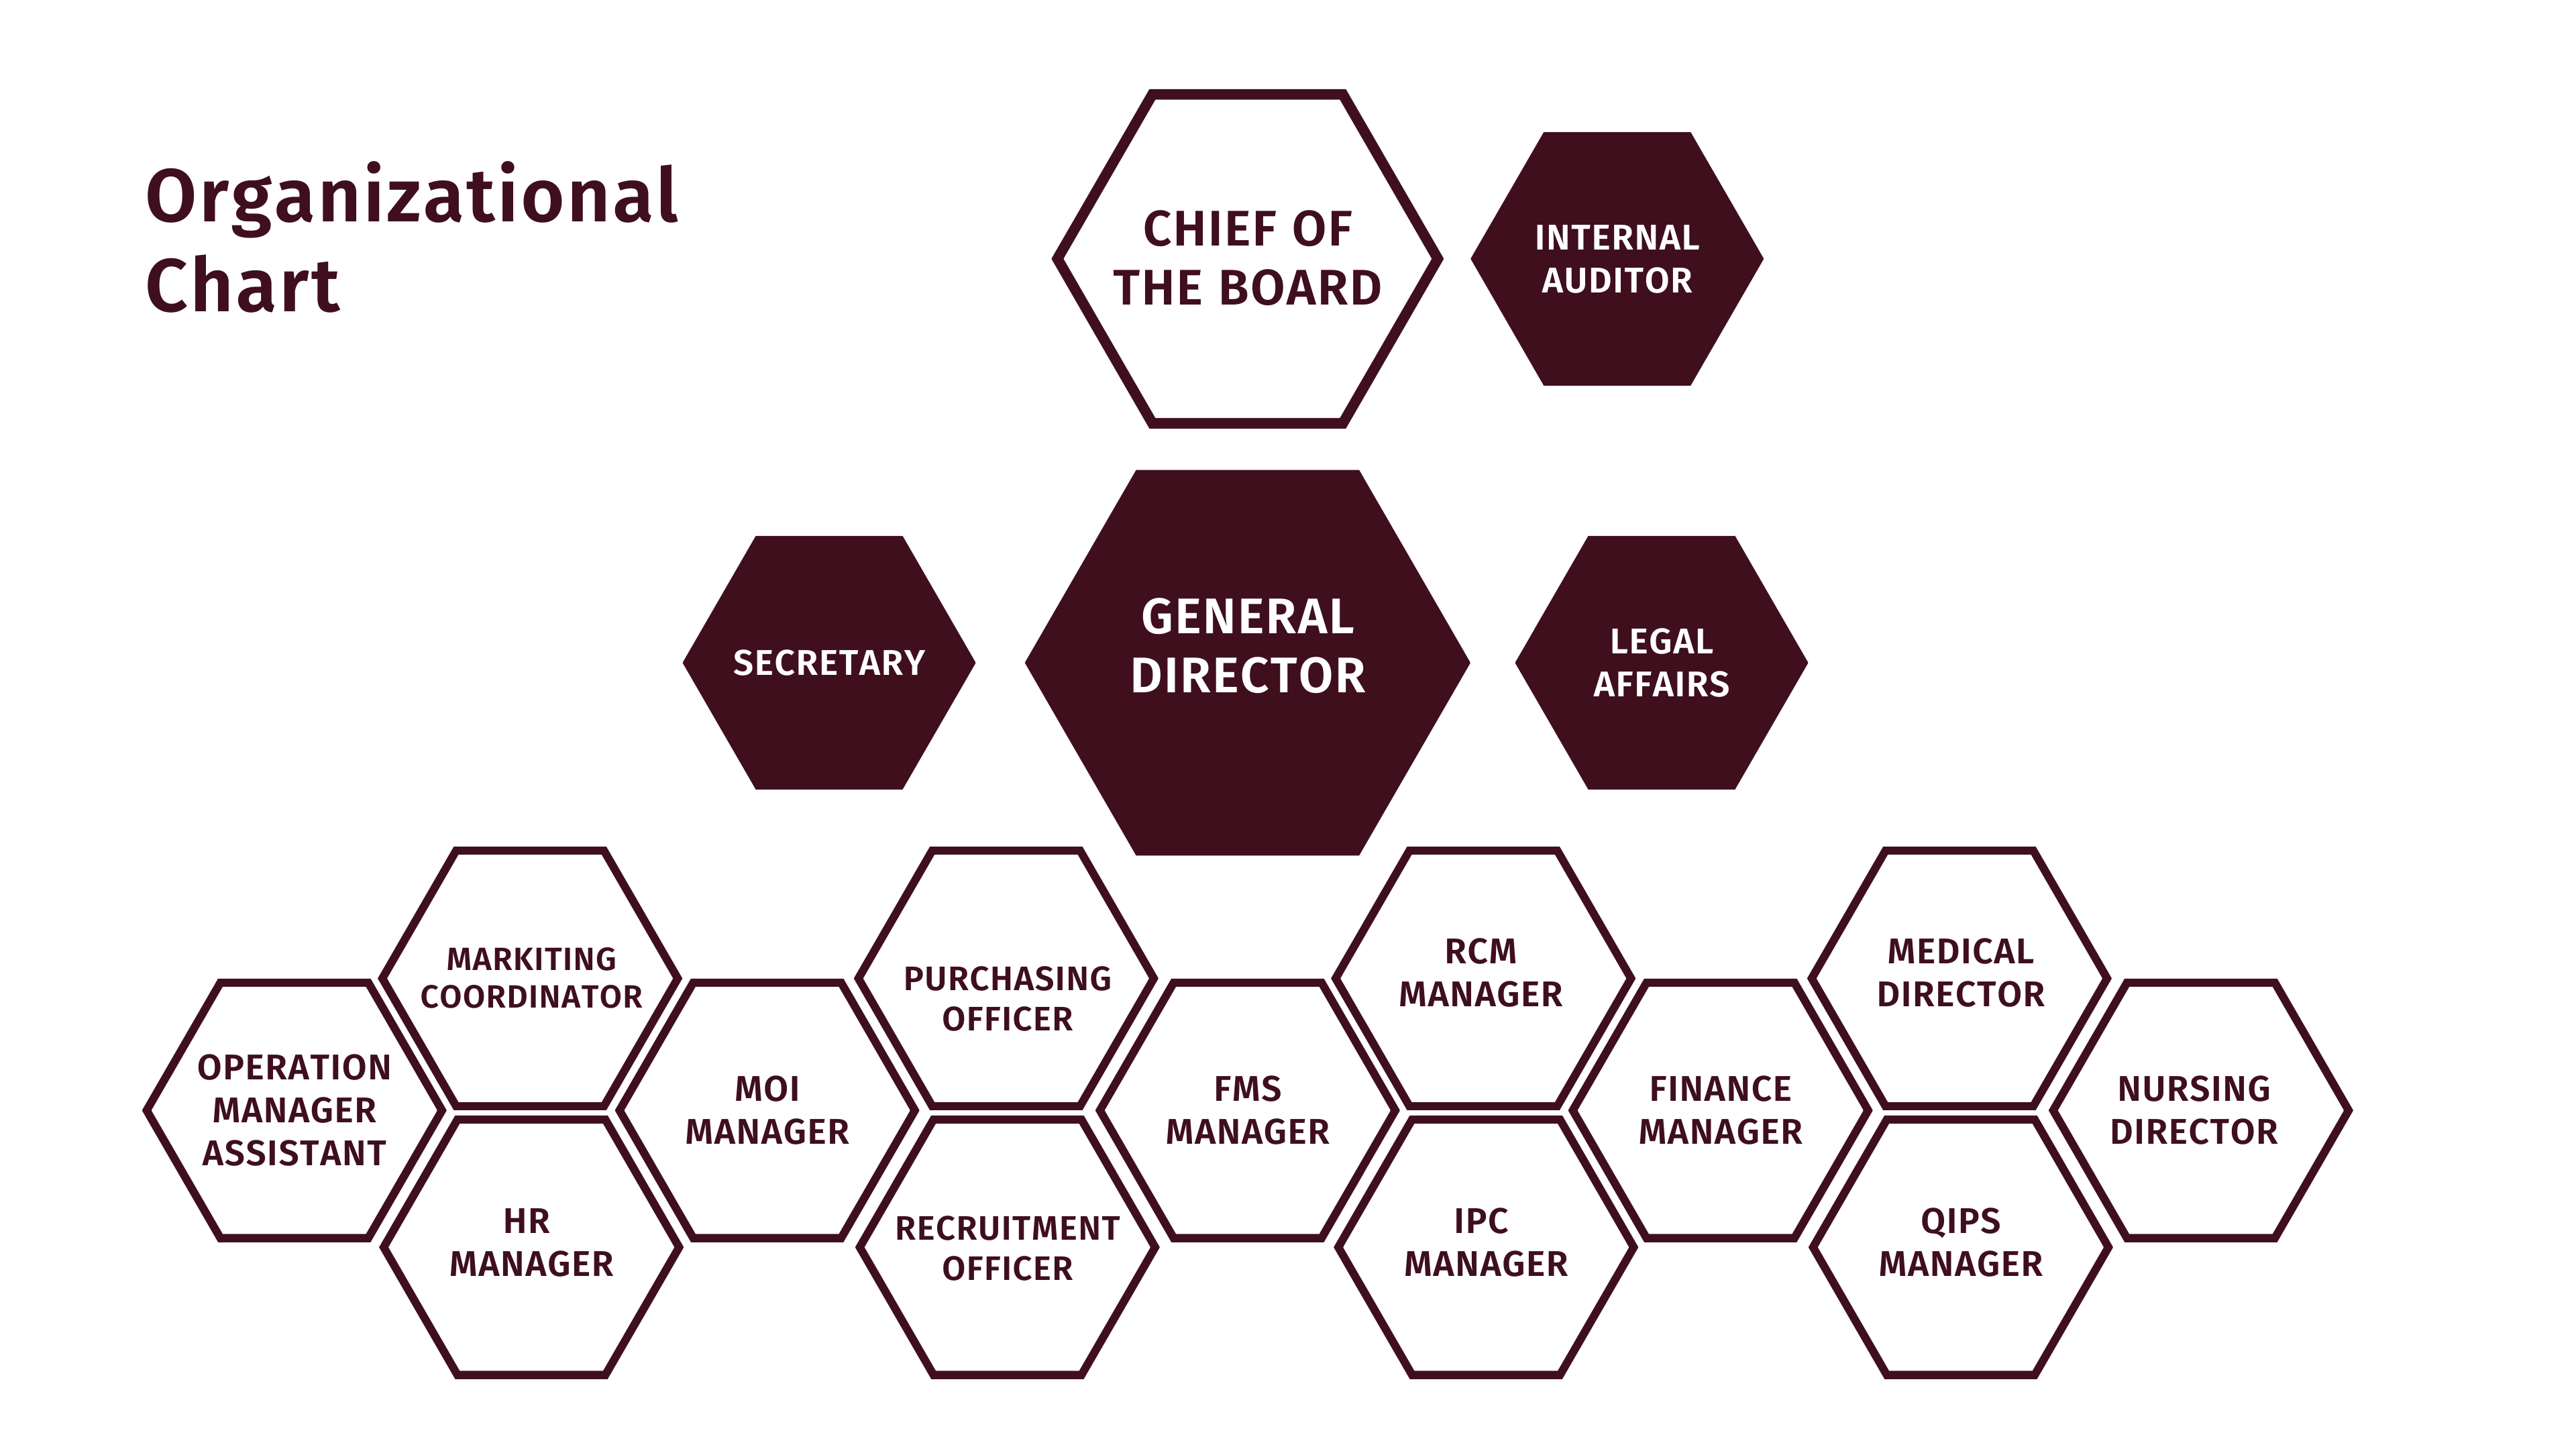 Organizational
Chart
CHIEF OF
THE BOARD
INTERNAL
AUDITOR
SECRETARY
GENERAL
DIRECTOR
LEGAL
AFFAIRS
MARKITING
COORDINATOR
PURCHASING
OFFICER
RCM
MANAGER
MEDICAL
DIRECTOR
OPERATION
MANAGER
ASSISTANT
MOI
MANAGER
FMS
MANAGER
FINANCE
MANAGER
NURSING
DIRECTOR
HR
MANAGER
RECRUITMENT
OFFICER
IPC
MANAGER
QIPS
MANAGER